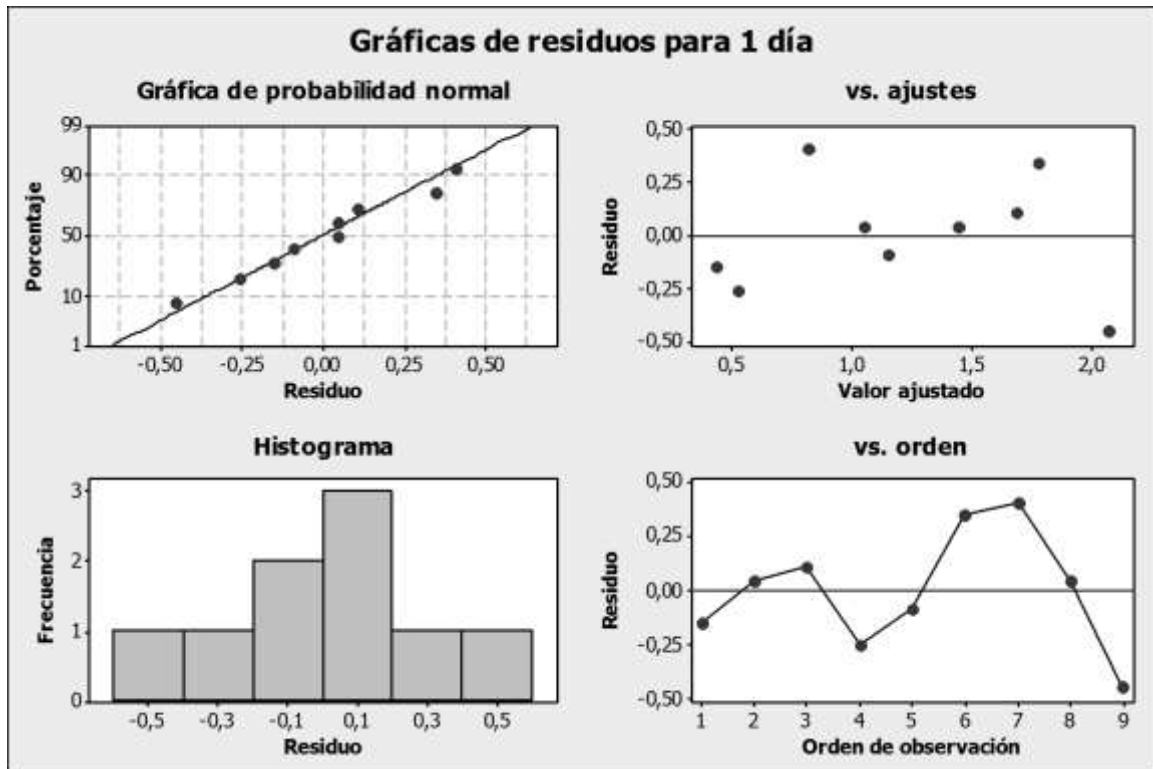 Gráficas de residuos para 1 día
Gráfica de probabilidad normal
99
90
50
10
1
Porcentaje
-0,50 -0,25 0,00 0,25 0,50
Residuo
vs. ajustes
0,50
0,25
0,00
-0,25
-0,50
Residuo
0,5 1,0 1,5 2,0
Valor ajustado
Histograma
3
2
1
0
Frecuencia
-0,5 -0,3 -0,1 0,1 0,3 0,5
Residuo
vs. orden
0,50
0,25
0,00
-0,25
-0,50
Residuo
1 2 3 4 5 6 7 8 9
Orden de observación